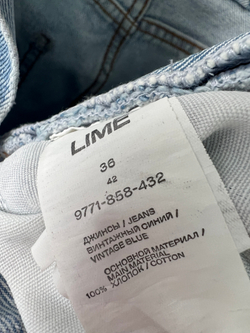 LIME
36
42
9771-858-432
ДЖИНСЫ / JEANS
ВИНТАЖНЫЙ СИНИЙ /
VINTAGE BLUE
ОСНОВНОЙ МАТЕРИАЛ /
MAIN MATERIAL
100% ХЛОПОК / COTTON